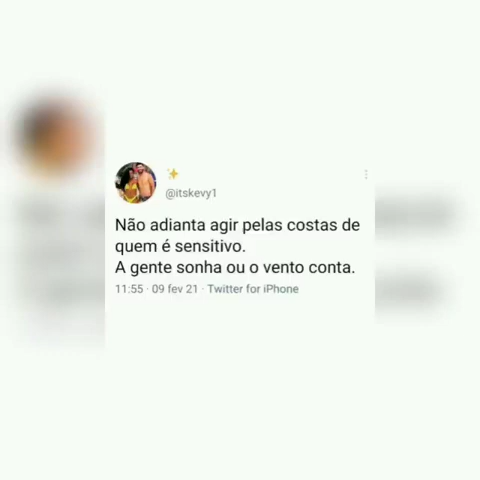 ✨
@itskevy1
Não adianta agir pelas costas de
quem é sensitivo.
A gente sonha ou o vento conta.
11:55 · 09 fev 21 · Twitter for iPhone